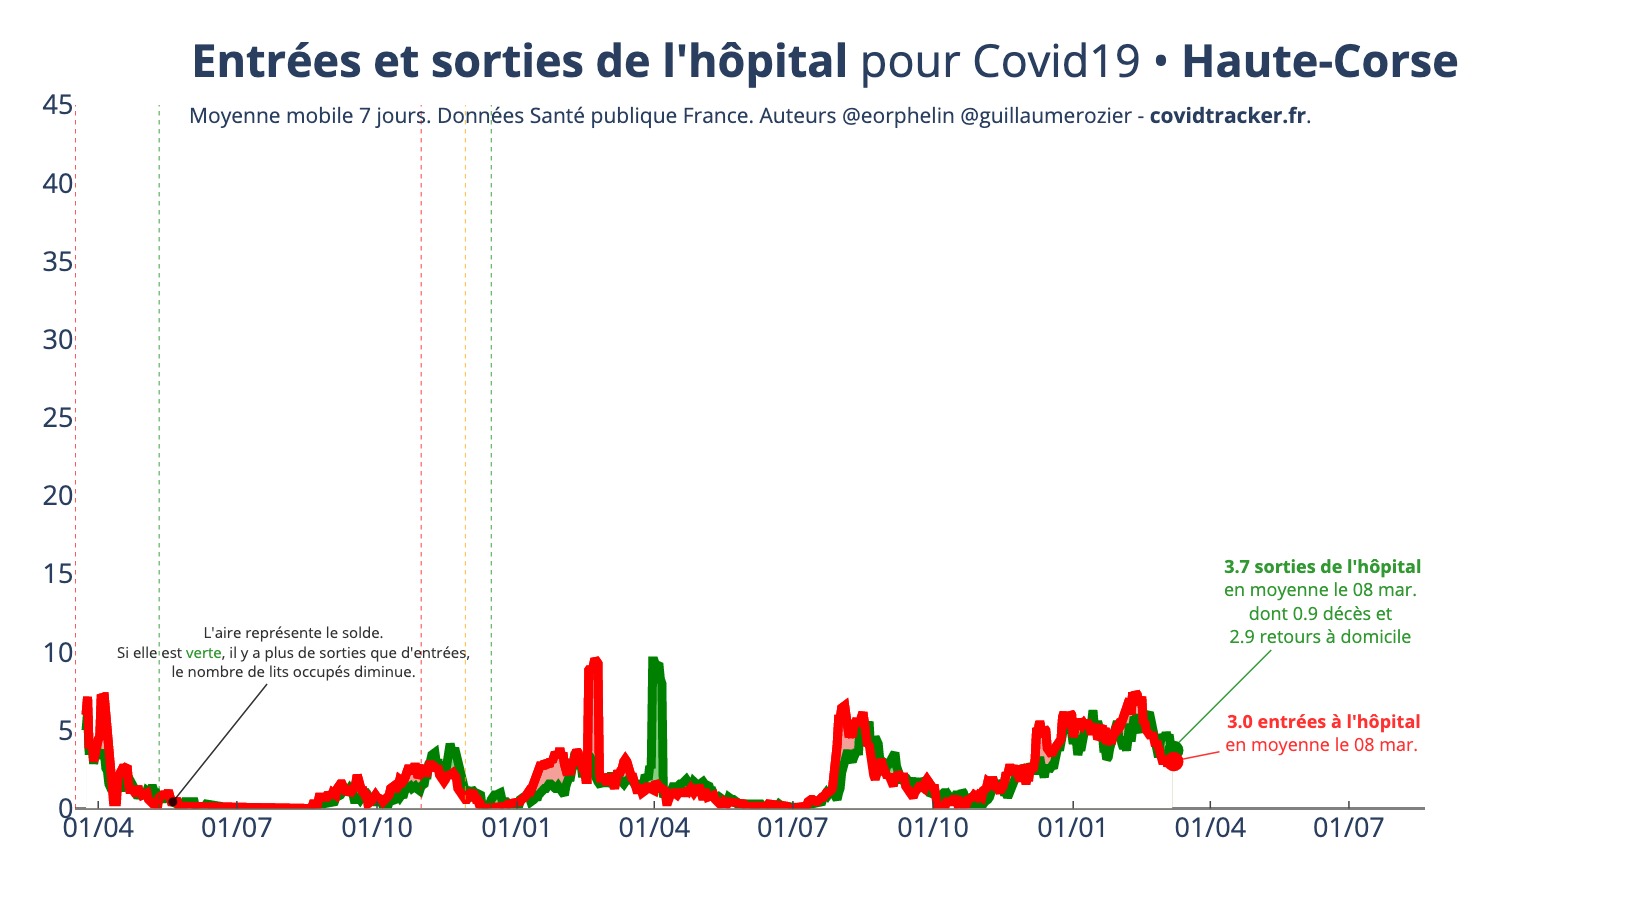 Entrées et sorties de l'hôpital pour Covid19 • Haute-Corse
Moyenne mobile 7 jours. Données Santé publique France. Auteurs @eorphelin @guillaumerozier - covidtracker.fr.
45
40
35
30
25
20
15
10
5
0
L'aire représente le solde.
Si elle est verte, il y a plus de sorties que d'entrées,
le nombre de lits occupés diminue.
3.7 sorties de l'hôpital
en moyenne le 08 mar.
dont 0.9 décès et
2.9 retours à domicile
3.0 entrées à l'hôpital
en moyenne le 08 mar.
01/04 01/07 01/10 01/01 01/04 01/07 01/10 01/01 01/04 01/07